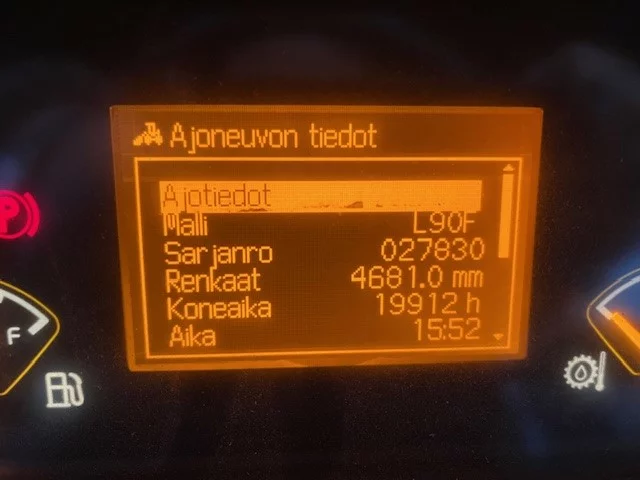 Ajoneuvon tiedot
Ajotiedot
Malli L90F
Sarjanro 027830
Renkaat 4681.0 mm
Koneaika 19912 h
Aika 15:52
P
F